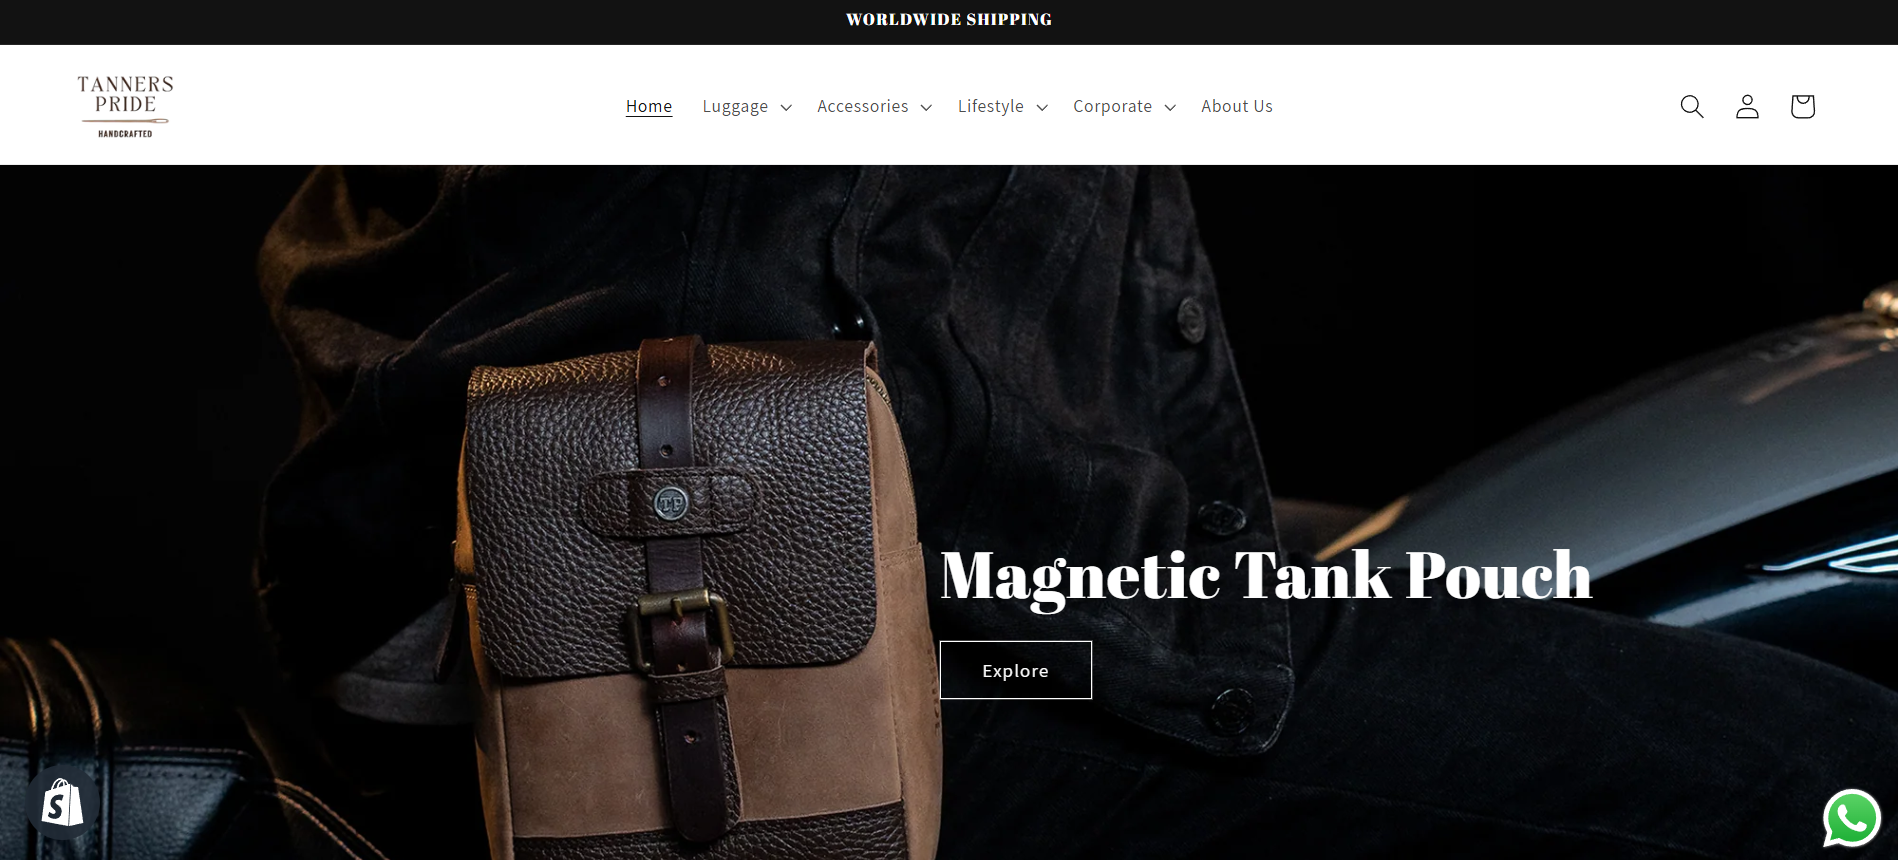 WORLDWIDE SHIPPING
TANNERS
PRIDE
HANDCRAFTED
Home
Luggage
Accessories
Lifestyle
Corporate
About Us
TP
Magnetic Tank Pouch
Explore
S